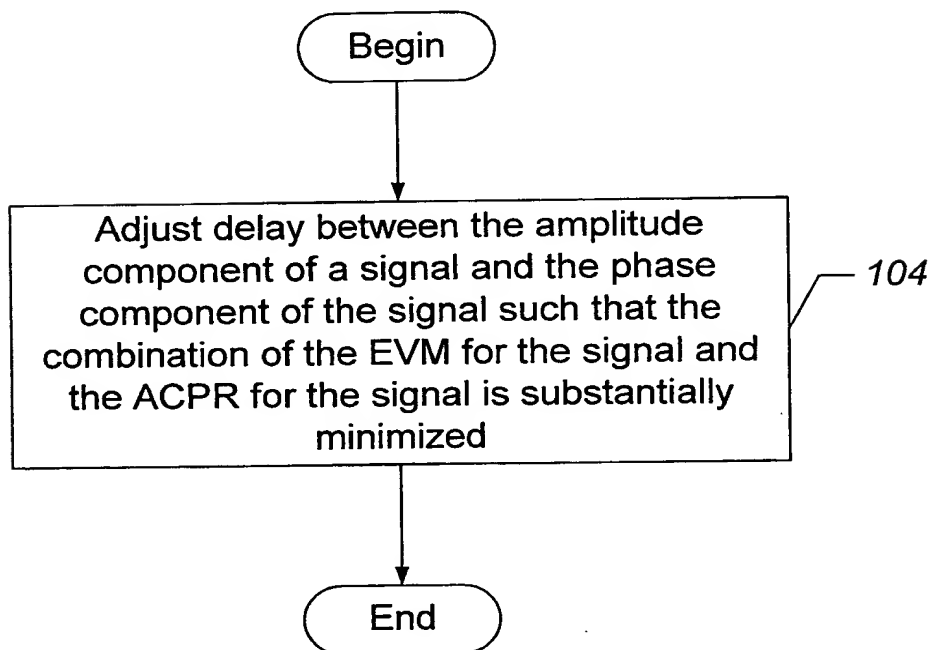 Begin
Adjust delay between the amplitude
component of a signal and the phase
component of the signal such that the
combination of the EVM for the signal and
the ACPR for the signal is substantially
minimized
104
End